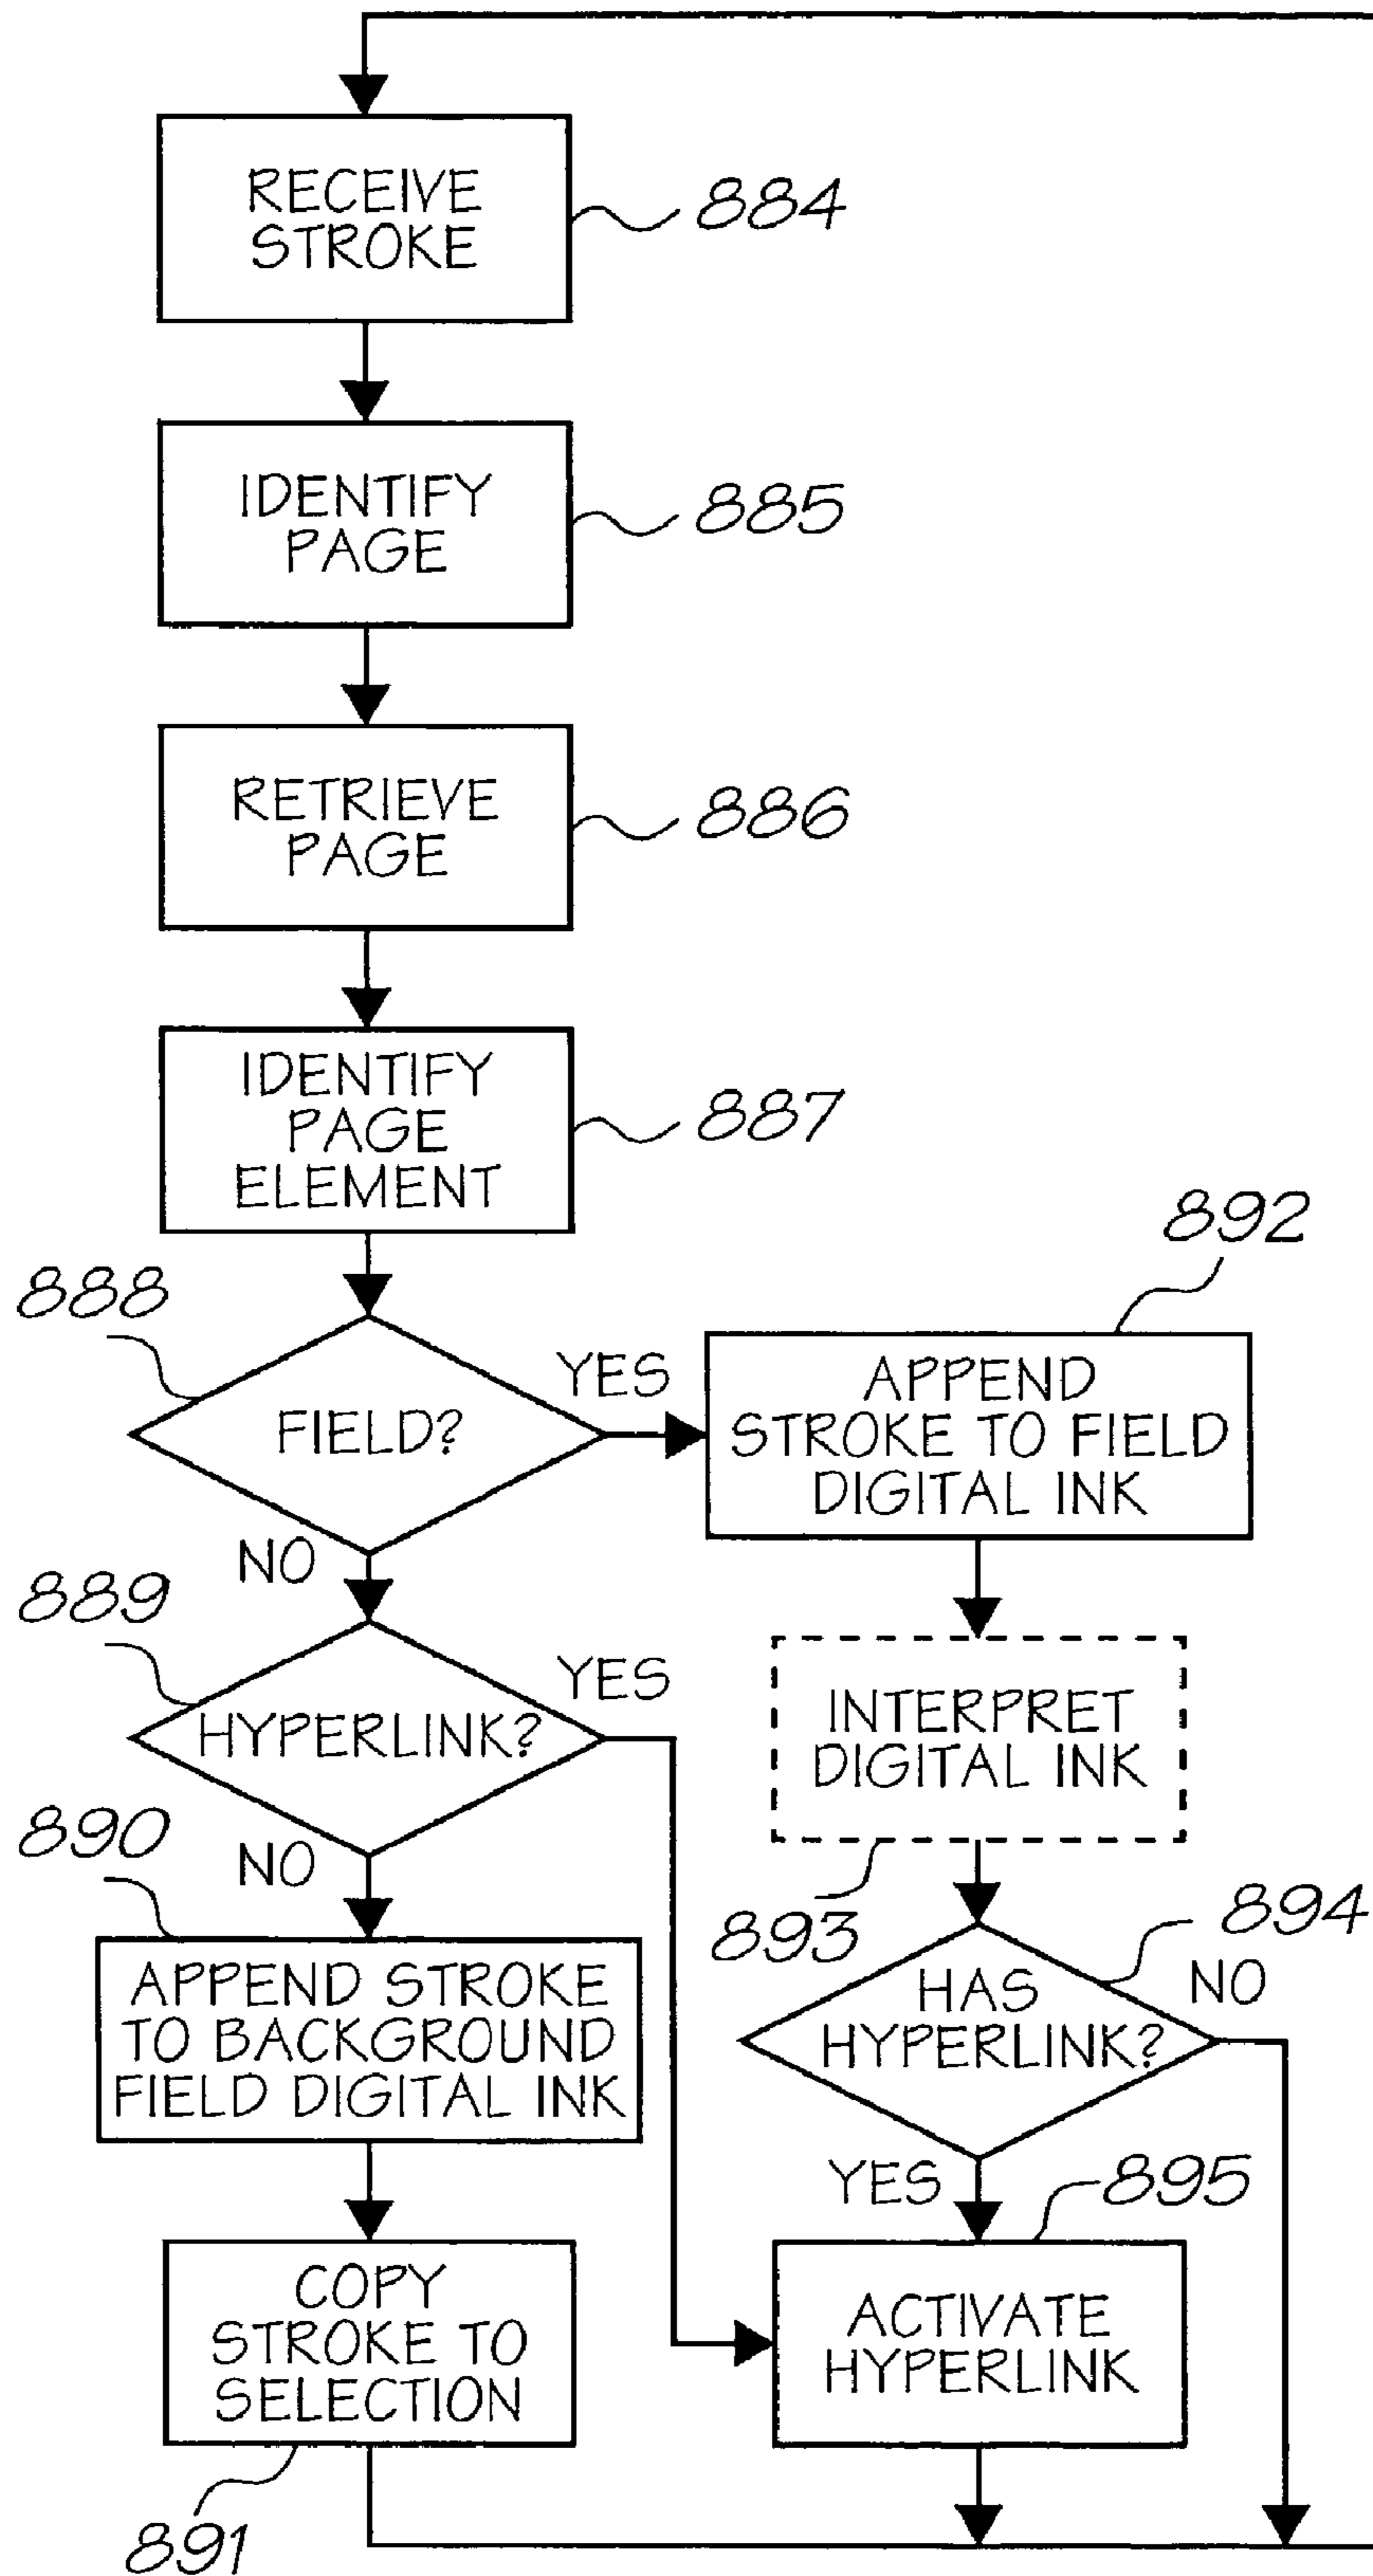 RECEIVE
STROKE
884
IDENTIFY
PAGE
885
RETRIEVE
PAGE
886
IDENTIFY
PAGE
ELEMENT
887
888
FIELD?
YES
NO
892
APPEND
STROKE TO FIELD
DIGITAL INK
889
HYPERLINK?
YES
NO
INTERPRET
DIGITAL INK
893
890
APPEND STROKE
TO BACKGROUND
FIELD DIGITAL INK
894
HAS
HYPERLINK?
NO
YES
895
COPY
STROKE TO
SELECTION
891
ACTIVATE
HYPERLINK